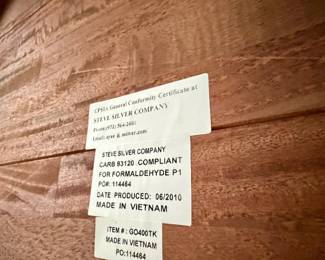 CPSIA General Conformity Certificate at
STEVE SILVER COMPANY
STEVE SILVER COMPANY
CARB 93120 COMPLIANT
FOR FORMALDEHYDE P1
PO#: 114464
DATE PRODUCED: 06/2010
MADE IN VIETNAM
ITEM # : GO400TK
MADE IN VIETNAM
PO:114464